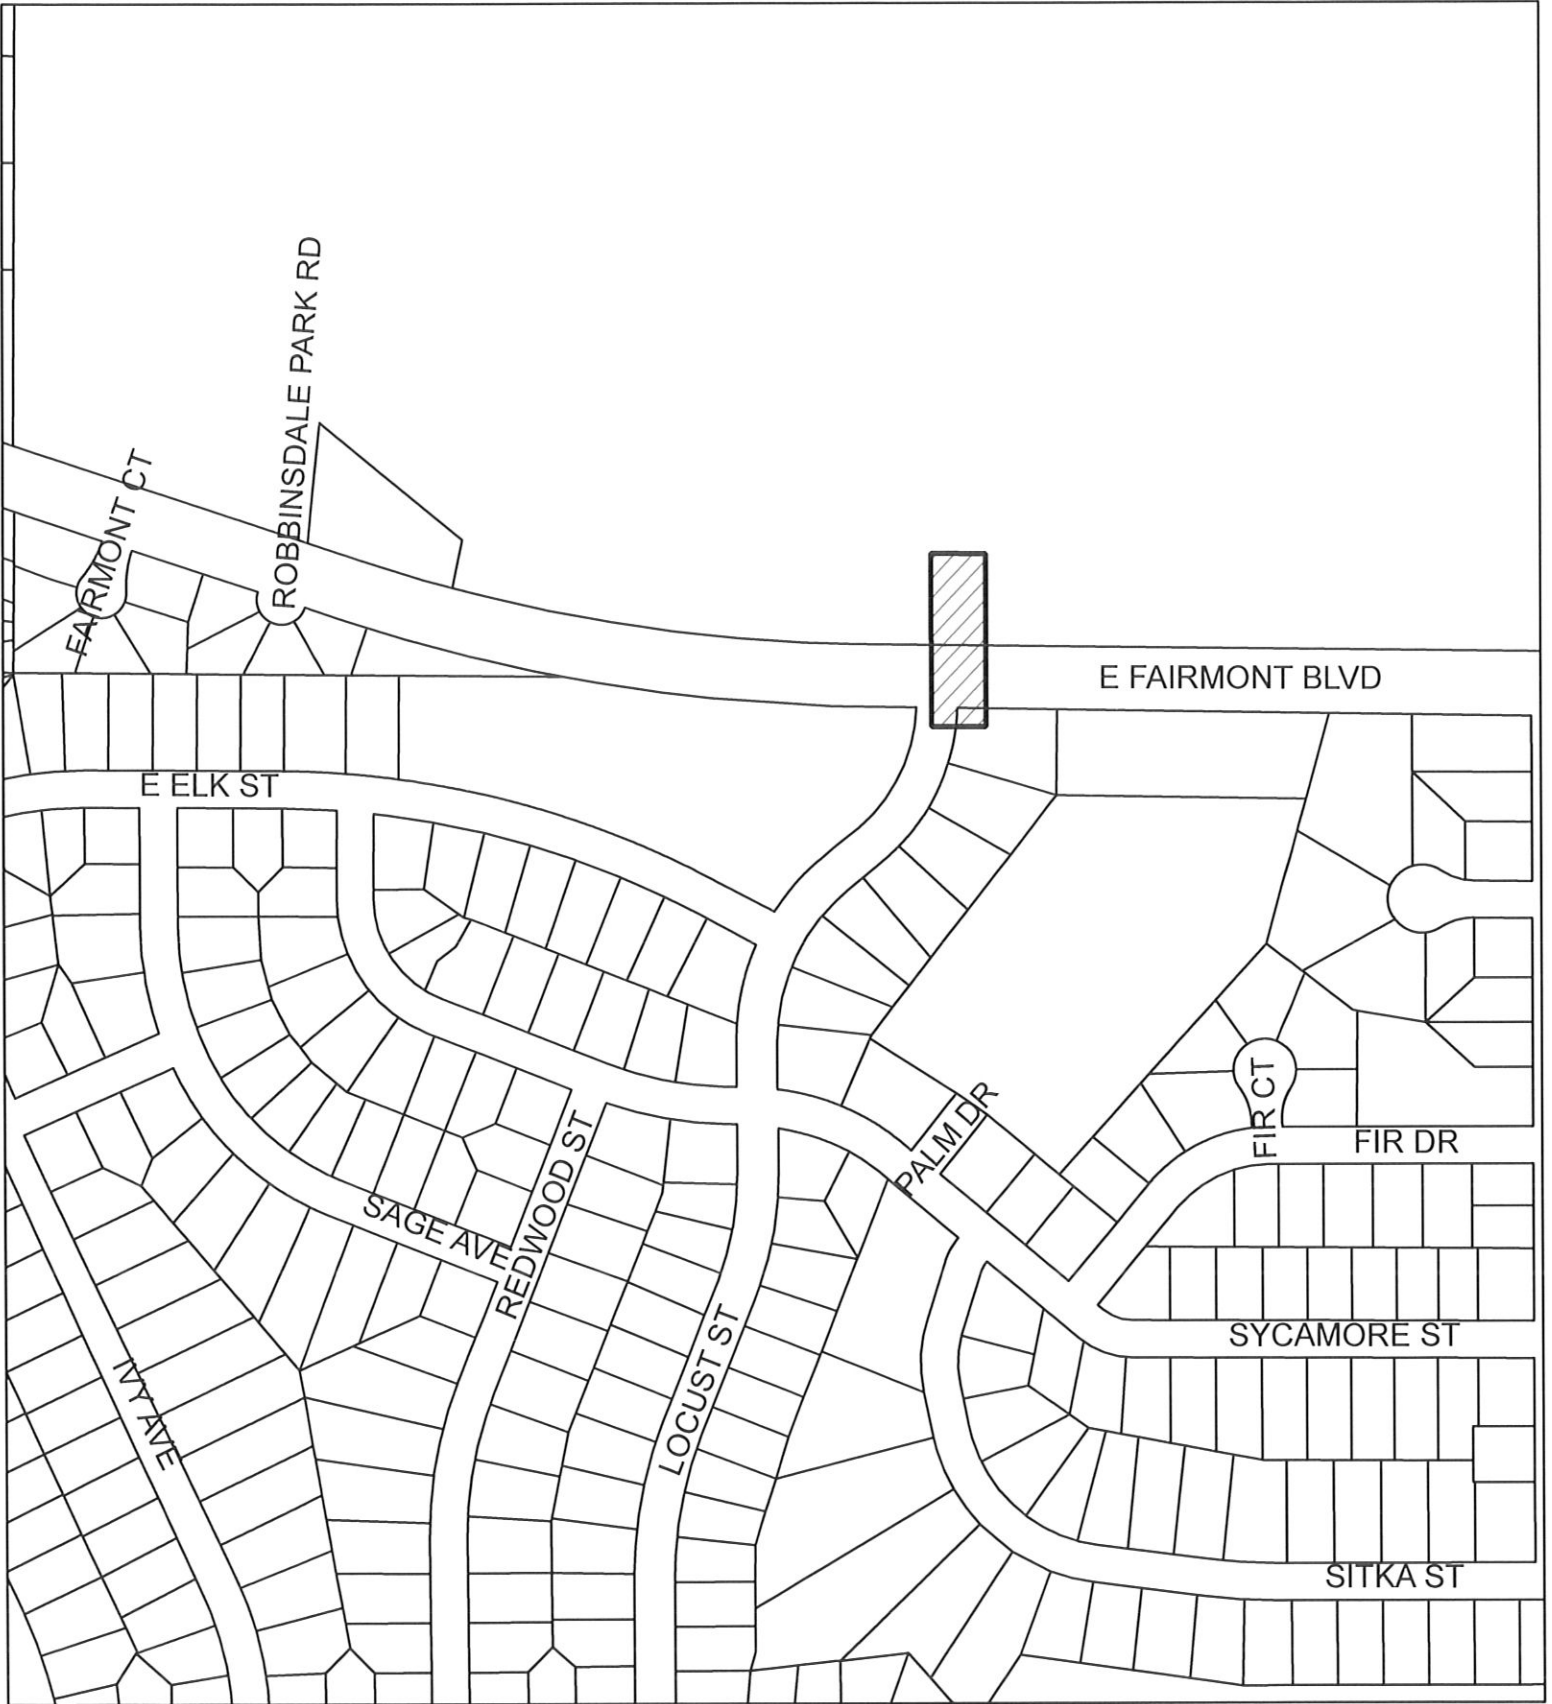 ROBBINSDALE PARK RD
FAIRMONT CT
E FAIRMONT BLVD
E ELK ST
PALM DR
FIR CT
FIR DR
REDWOOD ST
SAGE AVE
SYCAMORE ST
LOCUST ST
IVY AVE
SITKA ST